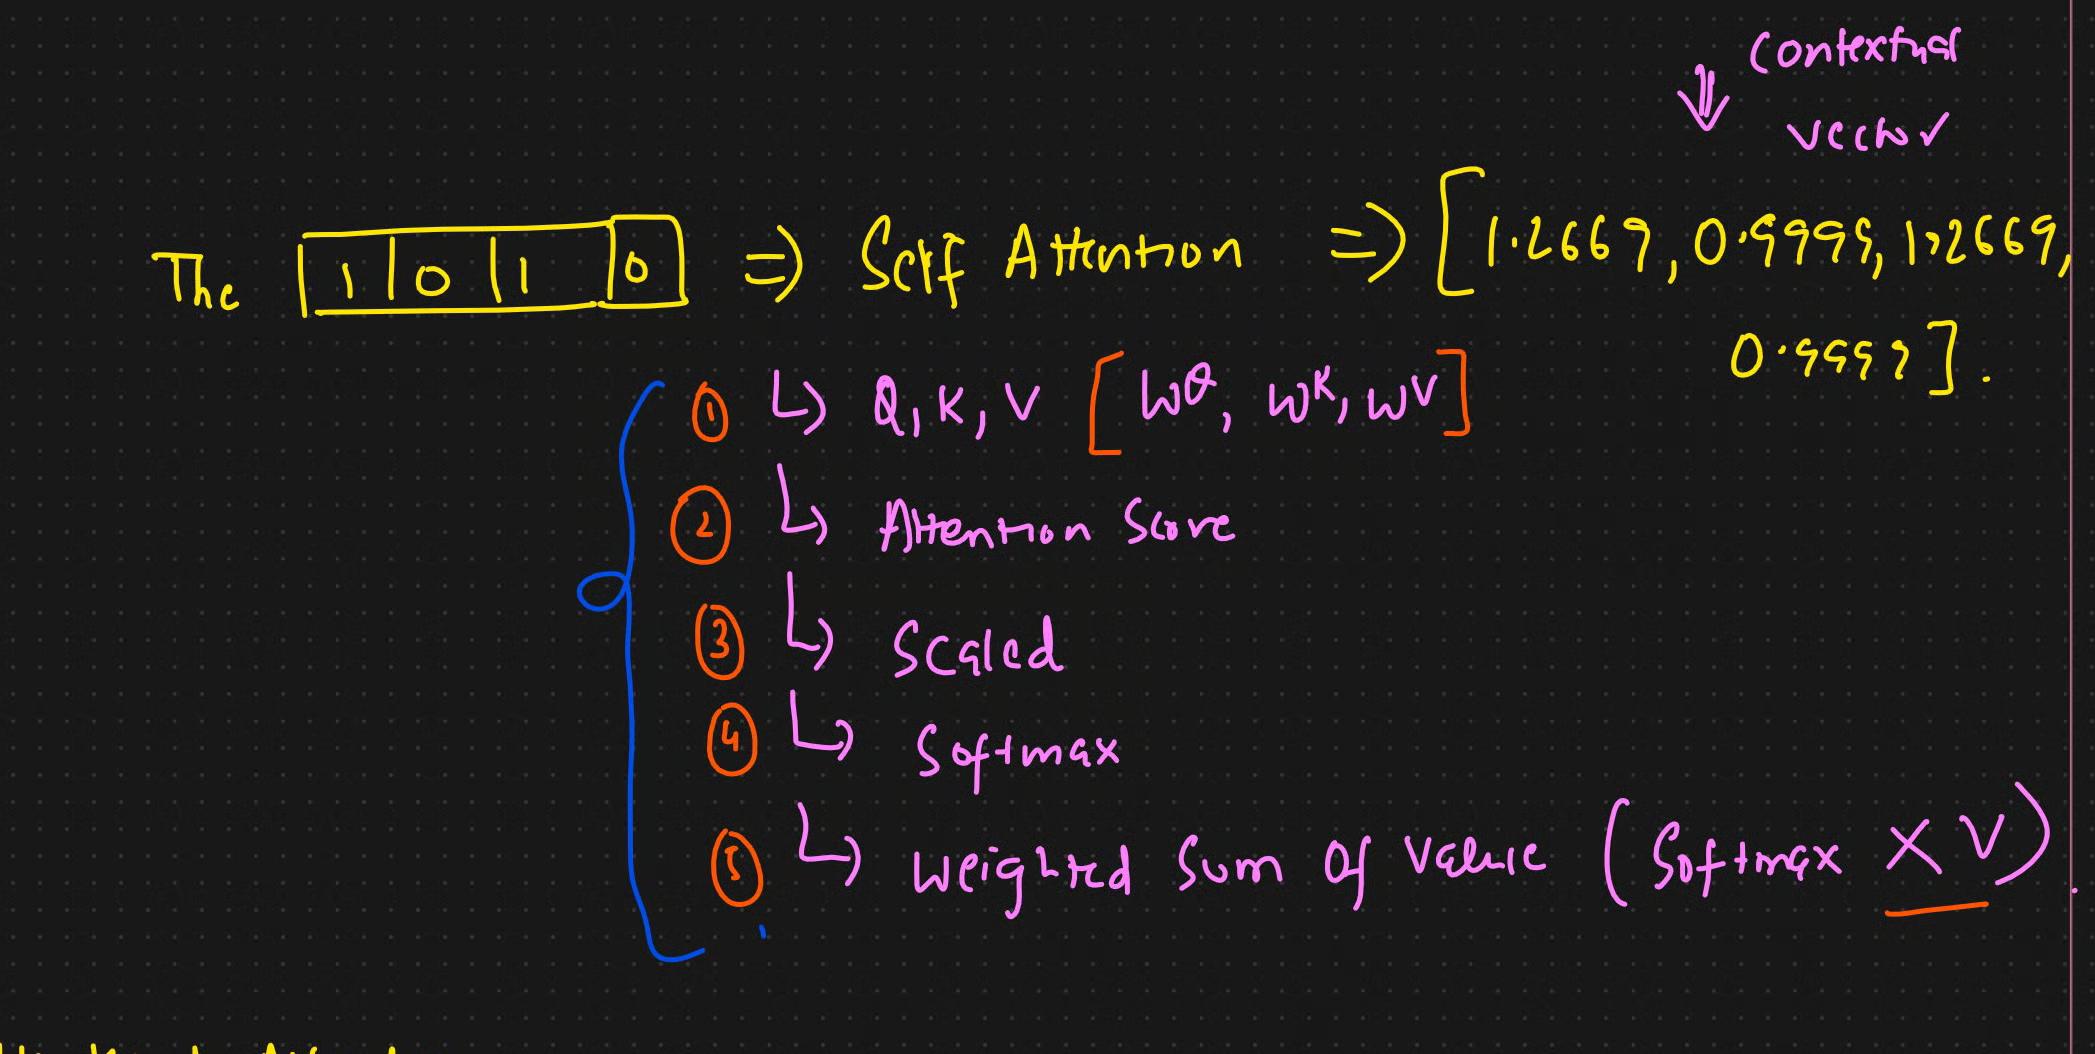 Contextual
⇓ vector
The | 1 | 0 | 1 | 0 | => Self Attention => [1.2669, 0.9999, 1.2669,
0.9999].
① ↳ Q, K, V [W^Q, W^K, W^V]
② ↳ Attention Score
③ ↳ Scaled
④ ↳ Softmax
⑤ ↳ Weighted Sum of Value (Softmax X V).